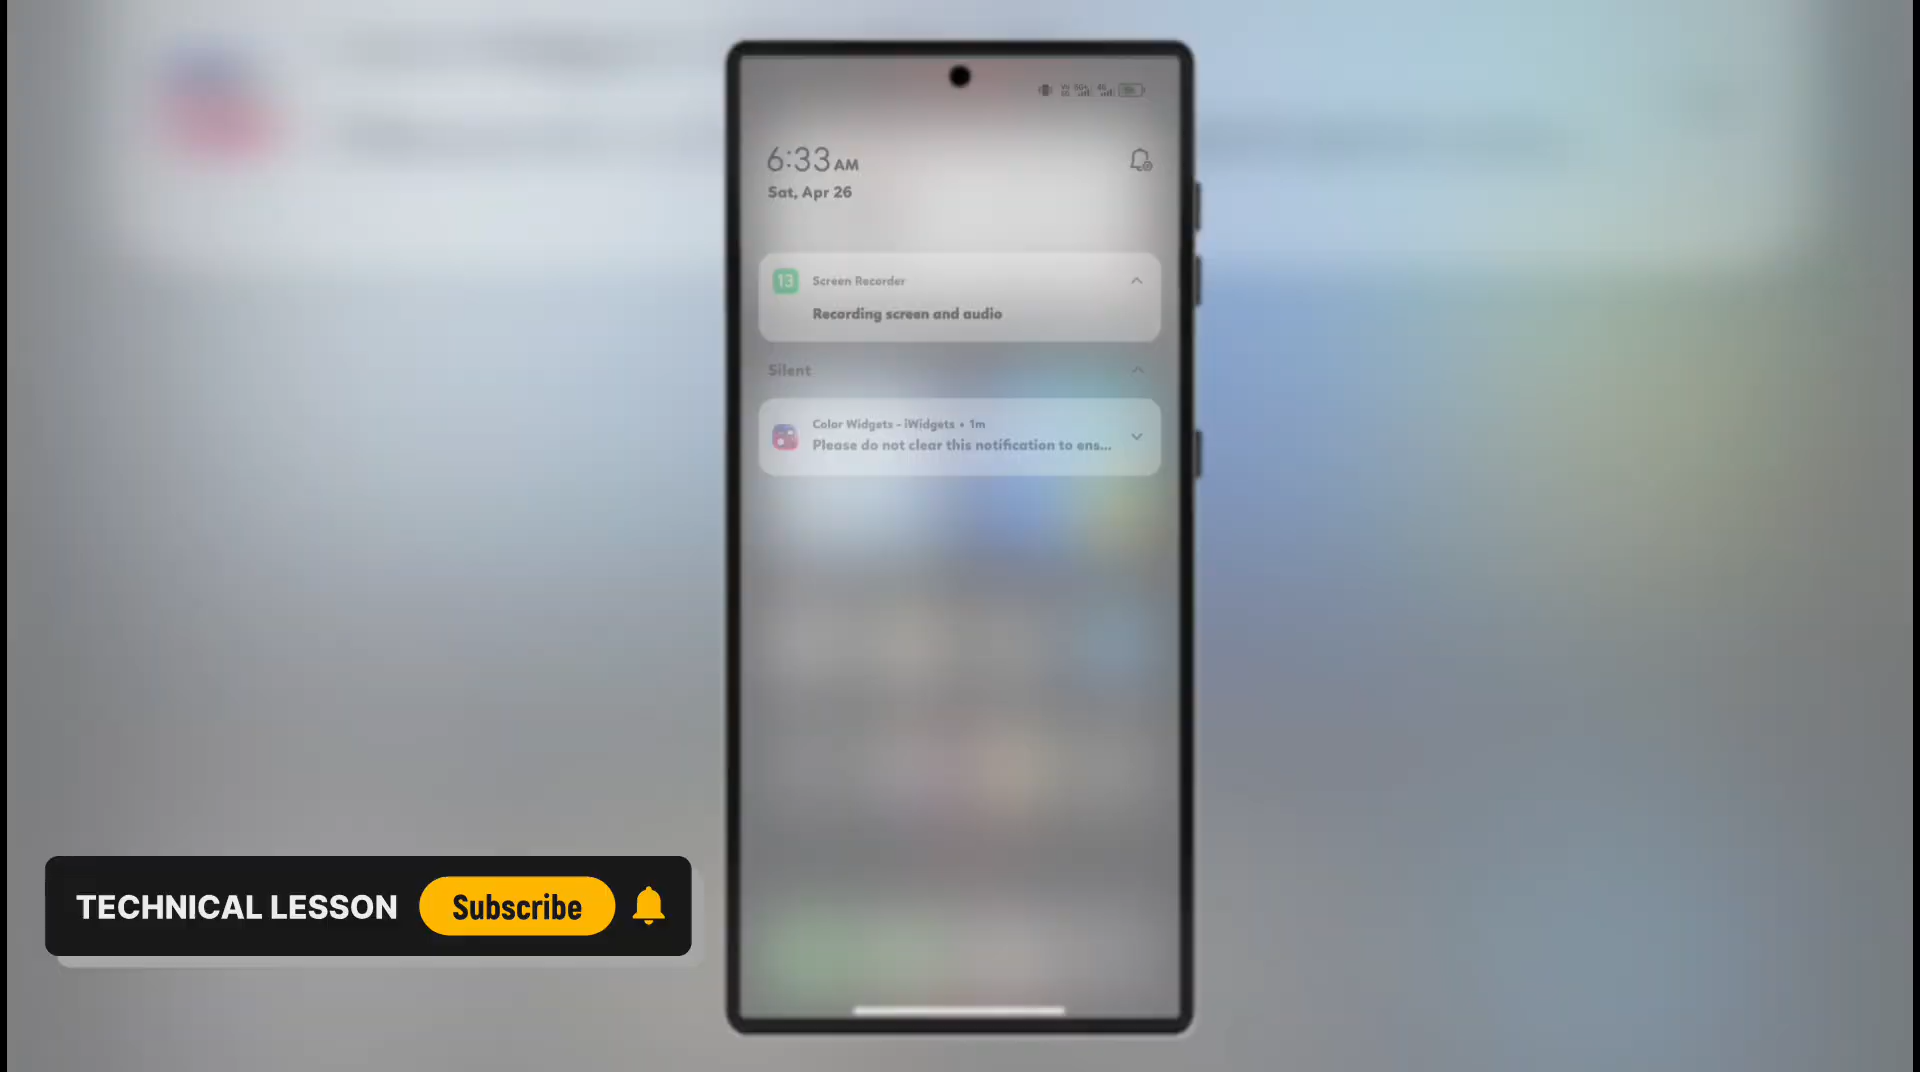 6:33 AM
Sat, Apr 26
13 Screen Recorder
Recording screen and audio
Silent
Color Widgets - iWidgets • 1m
Please do not clear this notification to ens...
TECHNICAL LESSON Subscribe